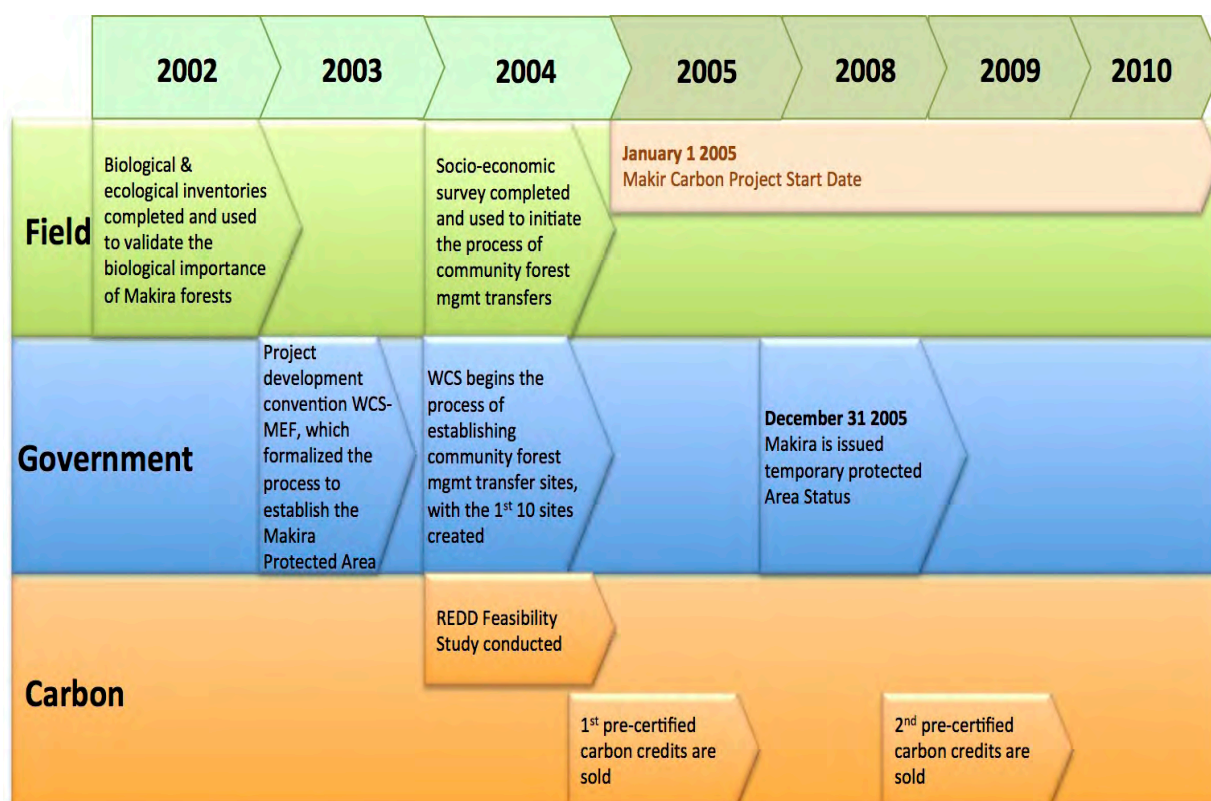 2002
2003
2004
2005
2008
2009
2010
Field
Biological &
ecological inventories
completed and used
to validate the
biological importance
of Makira forests
Socio-economic
survey completed
and used to initiate
the process of
community forest
mgmt transfers
January 1 2005
Makir Carbon Project Start Date
Government
Project
development
convention WCS-
MEF, which
formalized the
process to
establish the
Makira
Protected Area
WCS begins the
process of
establishing
community forest
mgmt transfer sites,
with the 1st 10 sites
created
December 31 2005
Makira is issued
temporary protected
Area Status
Carbon
REDD Feasibility
Study conducted
1st pre-certified
carbon credits are
sold
2nd pre-certified
carbon credits are
sold